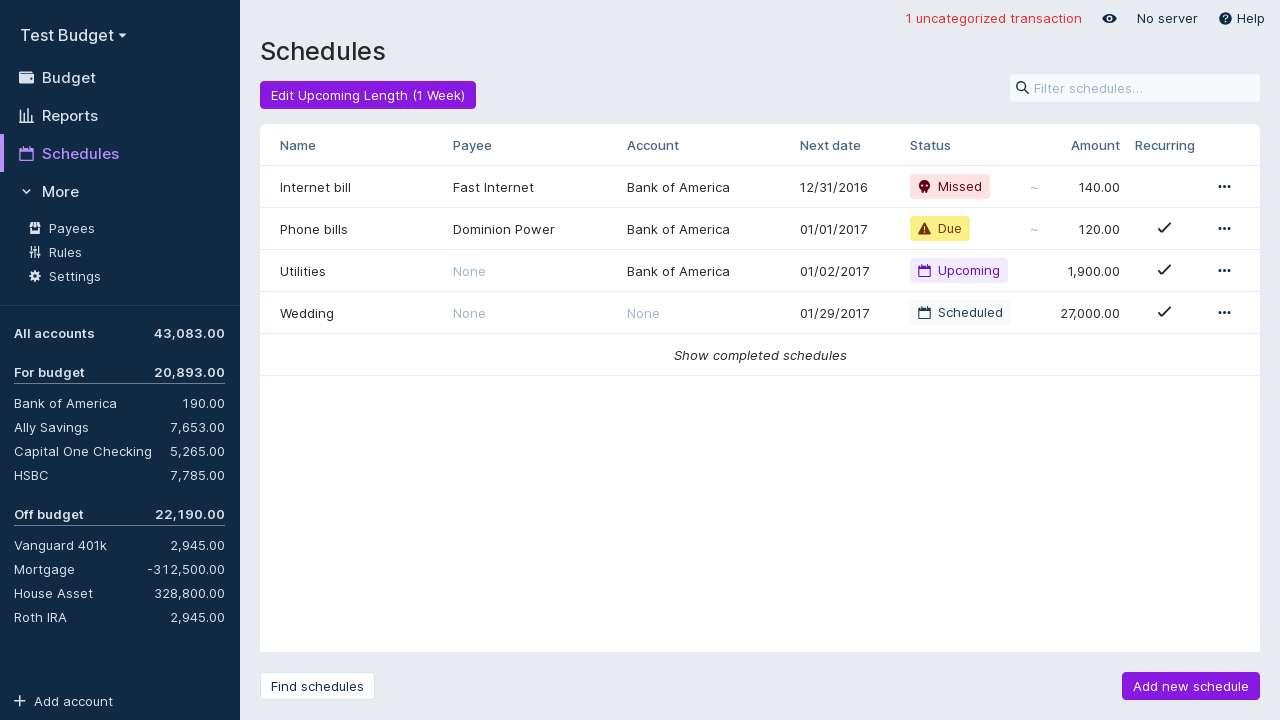 Test Budget
Budget
Reports
Schedules
More
Payees
Rules
Settings
All accounts 43,083.00
For budget 20,893.00
Bank of America 190.00
Ally Savings 7,653.00
Capital One Checking 5,265.00
HSBC 7,785.00
Off budget 22,190.00
Vanguard 401k 2,945.00
Mortgage -312,500.00
House Asset 328,800.00
Roth IRA 2,945.00
Add account
1 uncategorized transaction No server Help
Schedules
Edit Upcoming Length (1 Week)
Filter schedules…
Name Payee Account Next date Status Amount Recurring
Internet bill Fast Internet Bank of America 12/31/2016 Missed ~ 140.00
Phone bills Dominion Power Bank of America 01/01/2017 Due ~ 120.00
Utilities None Bank of America 01/02/2017 Upcoming 1,900.00
Wedding None None 01/29/2017 Scheduled 27,000.00
Show completed schedules
Find schedules Add new schedule